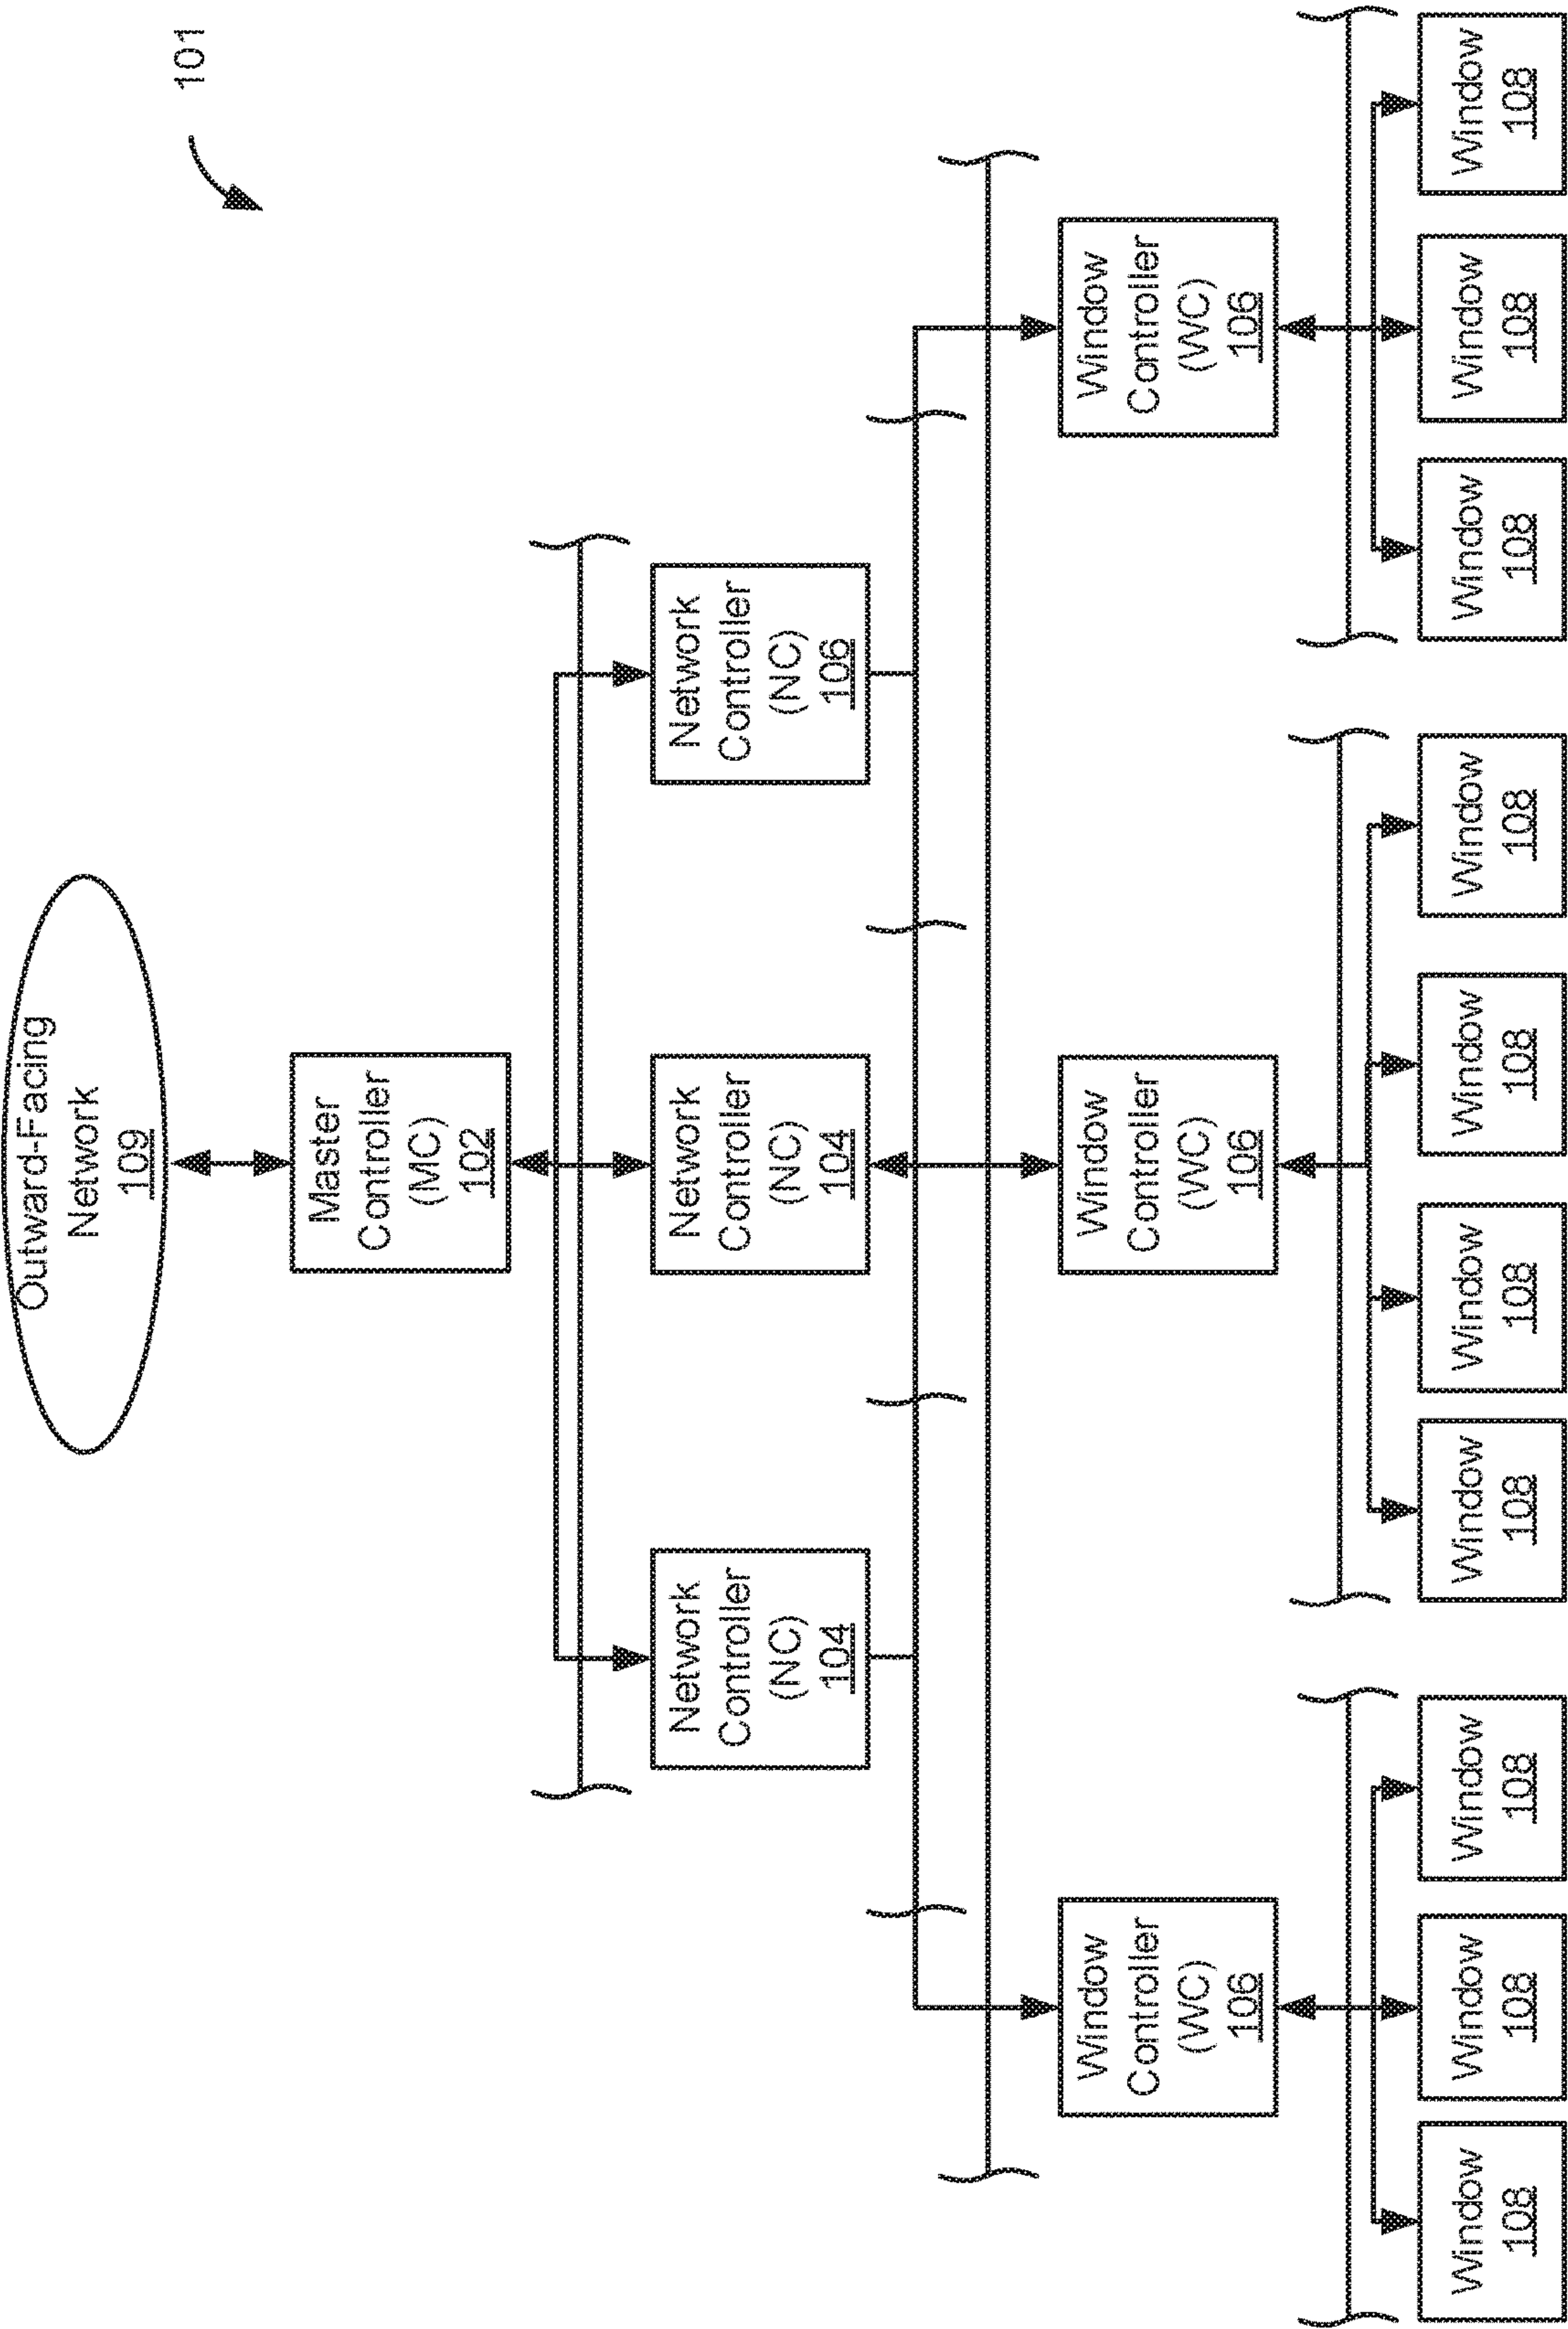 101
Outward-Facing
Network
109
Master
Controller
(MC)
102
Network
Controller
(NC)
104
Network
Controller
(NC)
104
Network
Controller
(NC)
106
Window
Controller
(WC)
106
Window
Controller
(WC)
106
Window
Controller
(WC)
106
Window
108
Window
108
Window
108
Window
108
Window
108
Window
108
Window
108
Window
108
Window
108
Window
108